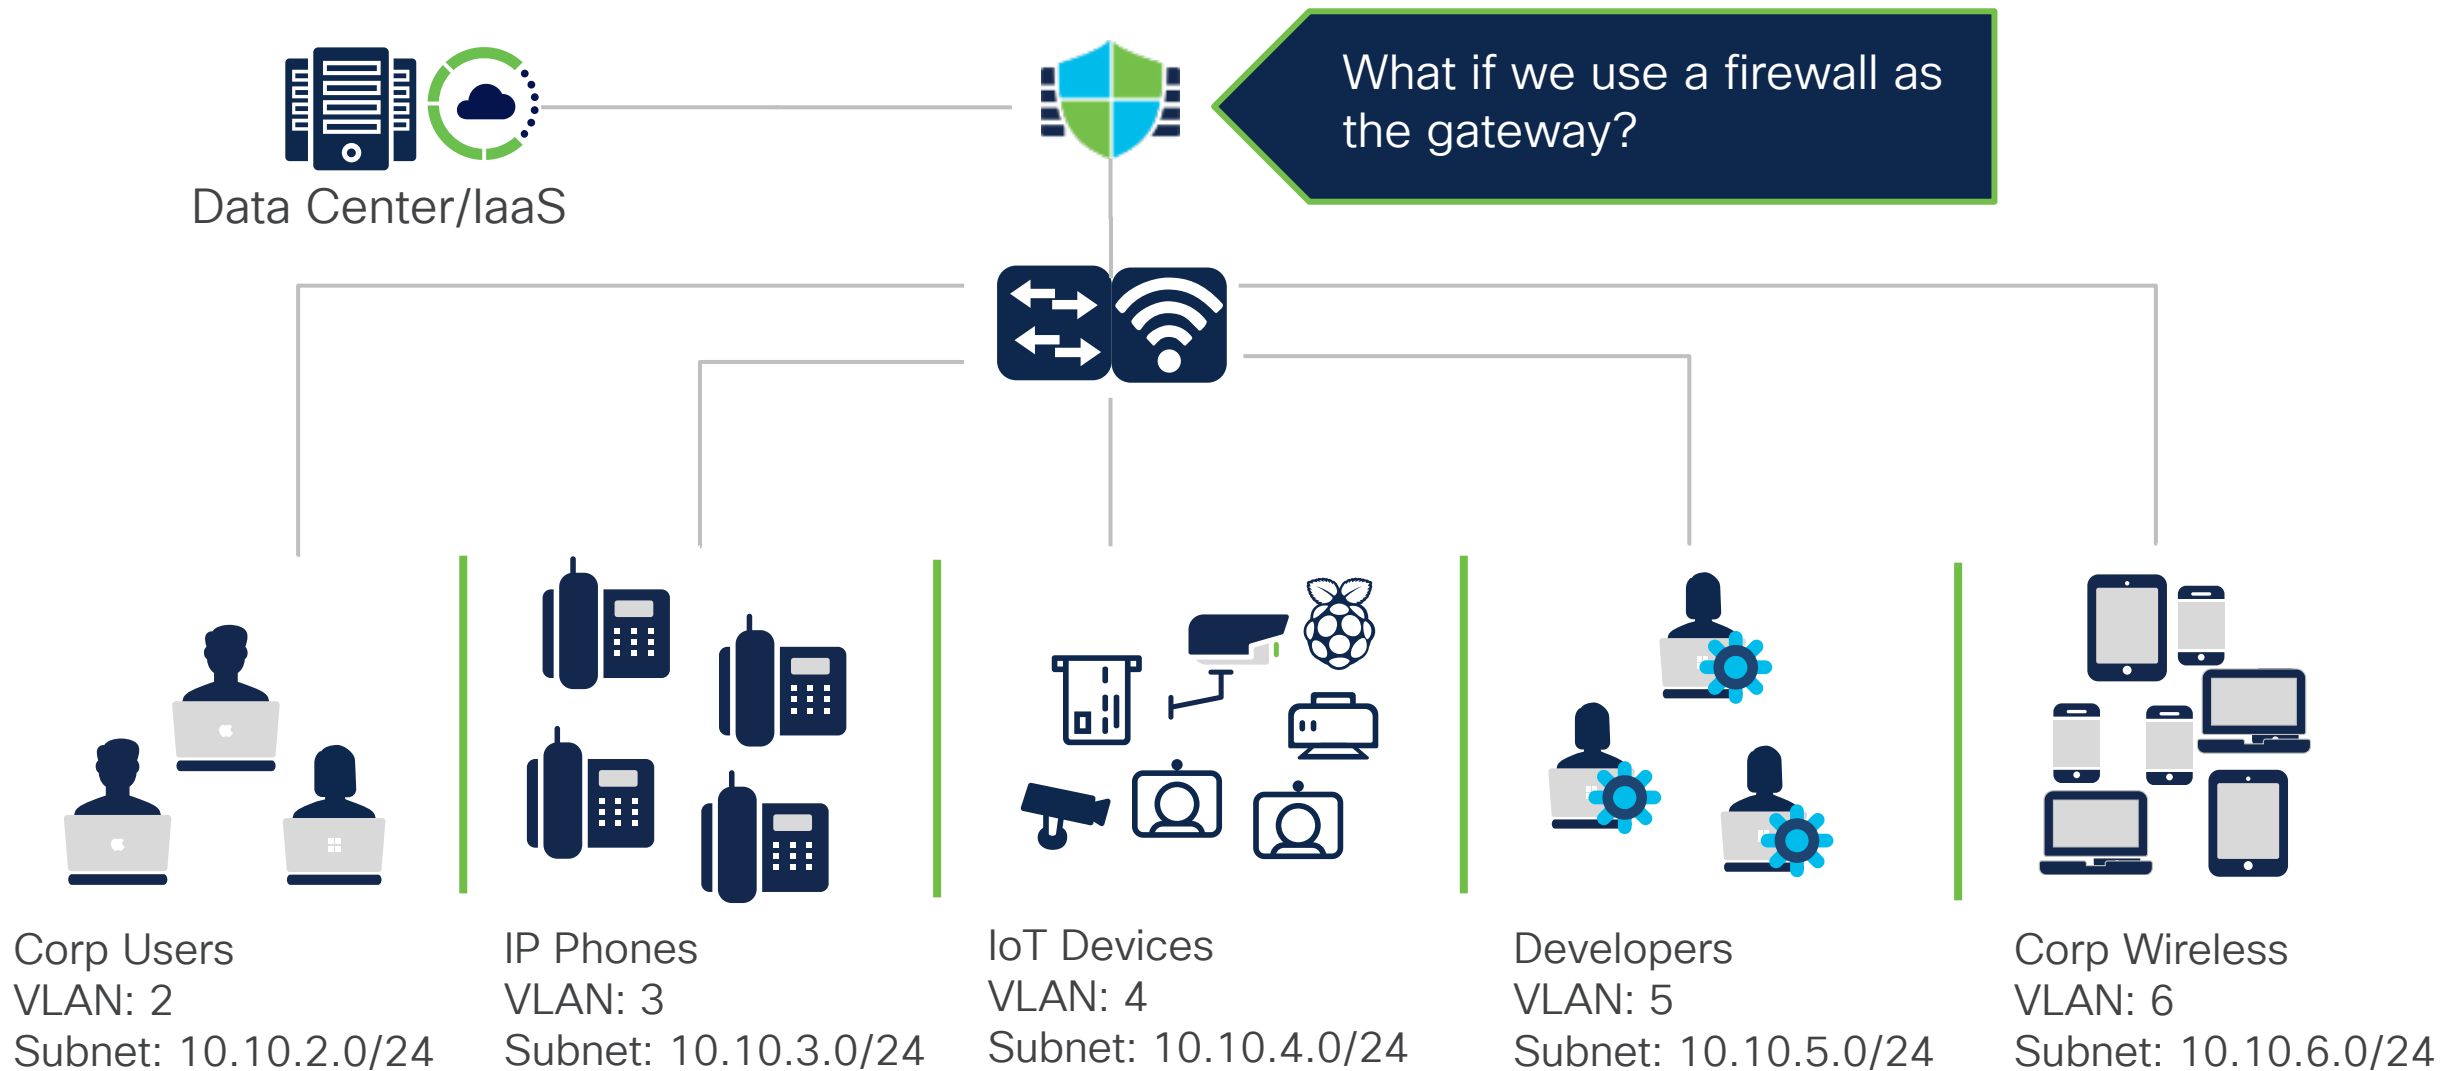 What if we use a firewall as
the gateway?
Data Center/IaaS
Corp Users
VLAN: 2
Subnet: 10.10.2.0/24
IP Phones
VLAN: 3
Subnet: 10.10.3.0/24
IoT Devices
VLAN: 4
Subnet: 10.10.4.0/24
Developers
VLAN: 5
Subnet: 10.10.5.0/24
Corp Wireless
VLAN: 6
Subnet: 10.10.6.0/24